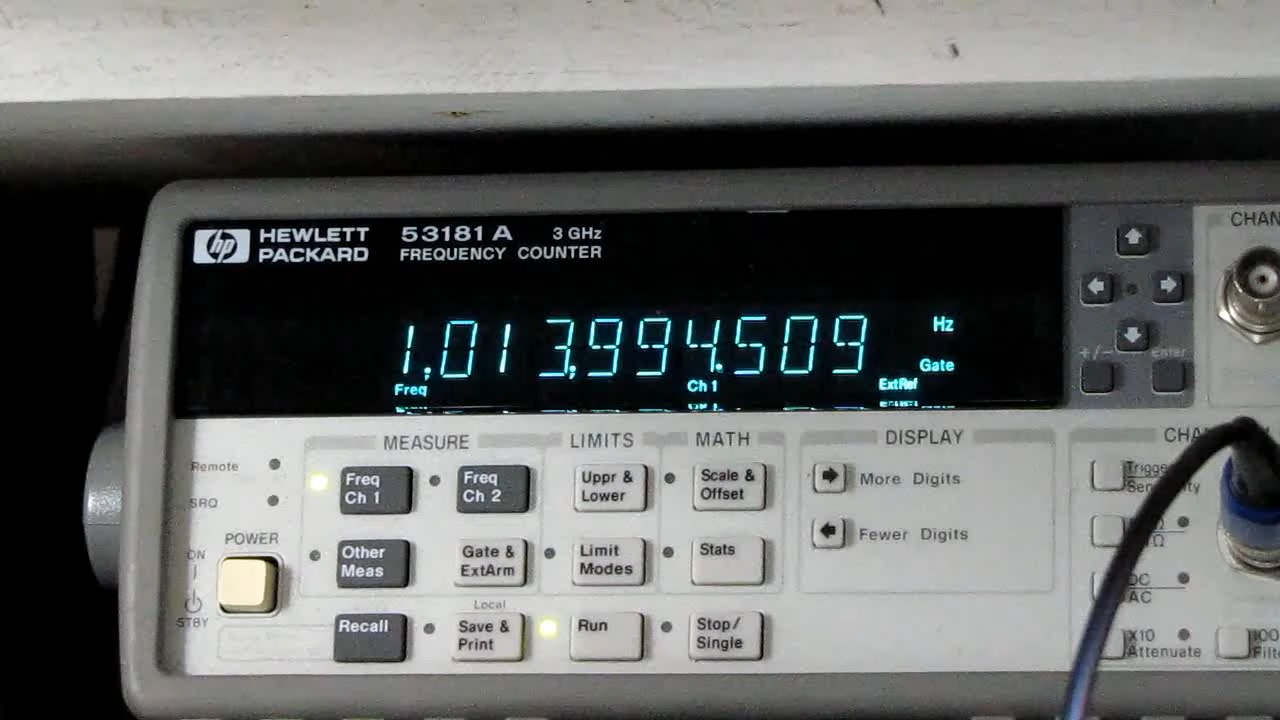 hp HEWLETT PACKARD
53181A 3 GHz
FREQUENCY COUNTER
1,013,994.509 Hz
Gate
Freq Ch 1 ExtRef
+/- Enter
CHAN
MEASURE
LIMITS
MATH
DISPLAY
Remote
SRQ
POWER
ON
STBY
Freq Ch 1
Freq Ch 2
Uppr & Lower
Scale & Offset
More Digits
Other Meas
Gate & ExtArm
Limit Modes
Stats
Fewer Digits
Recall
Local
Save & Print
Run
Stop/ Single
DC
AC
X10
Attenuate